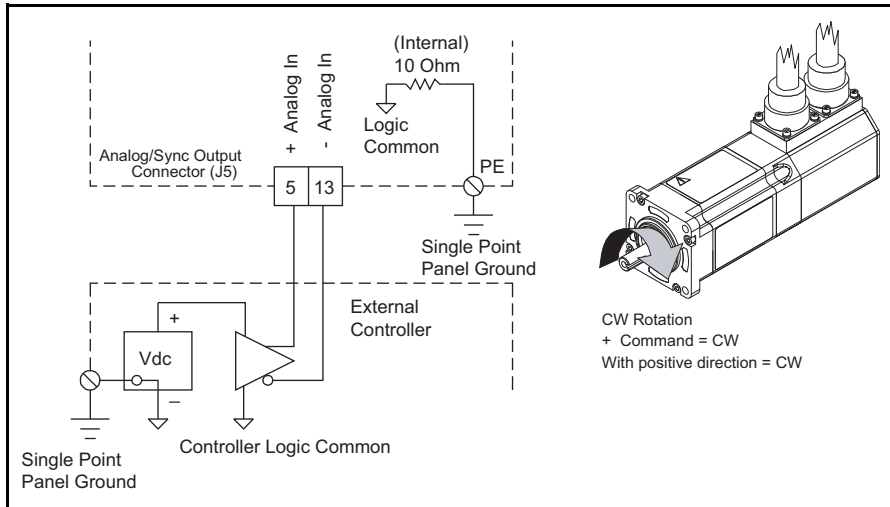 (Internal)
10 Ohm
+ Analog In
- Analog In
Logic
Common
Analog/Sync Output
Connector (J5)
5
13
PE
Single Point
Panel Ground
External
Controller
+
Vdc
–
Controller Logic Common
Single Point
Panel Ground
CW Rotation
+ Command = CW
With positive direction = CW